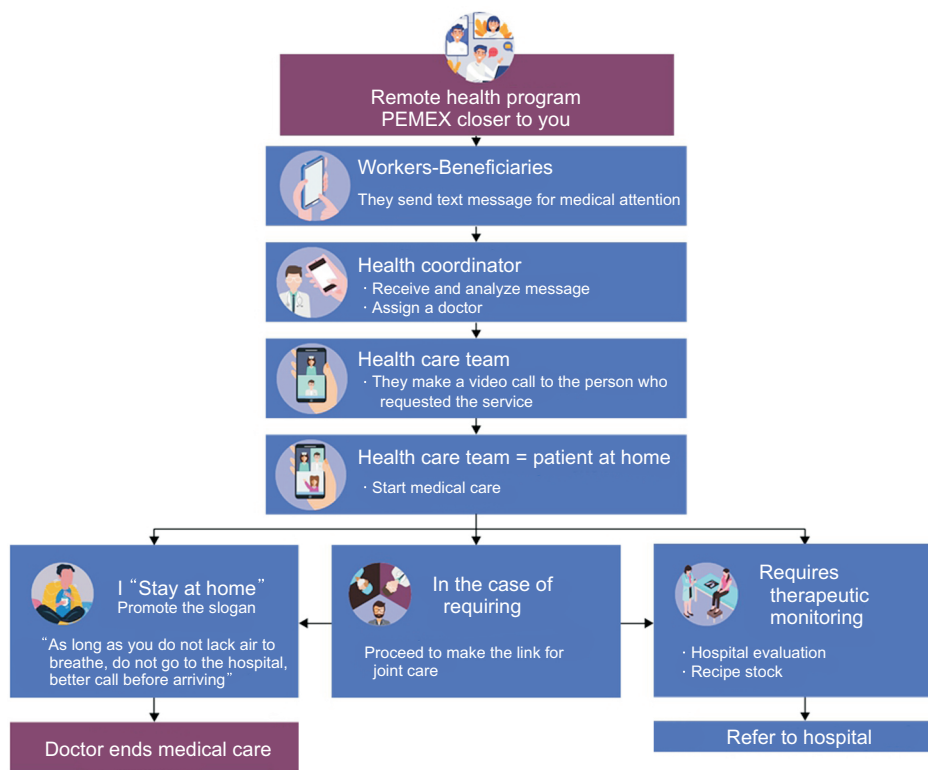 Remote health program
PEMEX closer to you
Workers-Beneficiaries
They send text message for medical attention
Health coordinator
· Receive and analyze message
· Assign a doctor
Health care team
· They make a video call to the person who
requested the service
Health care team = patient at home
· Start medical care
I “Stay at home”
Promote the slogan
“As long as you do not lack air to
breathe, do not go to the hospital,
better call before arriving”
In the case of
requiring
Proceed to make the link for
joint care
Requires
therapeutic
monitoring
· Hospital evaluation
· Recipe stock
Doctor ends medical care
Refer to hospital